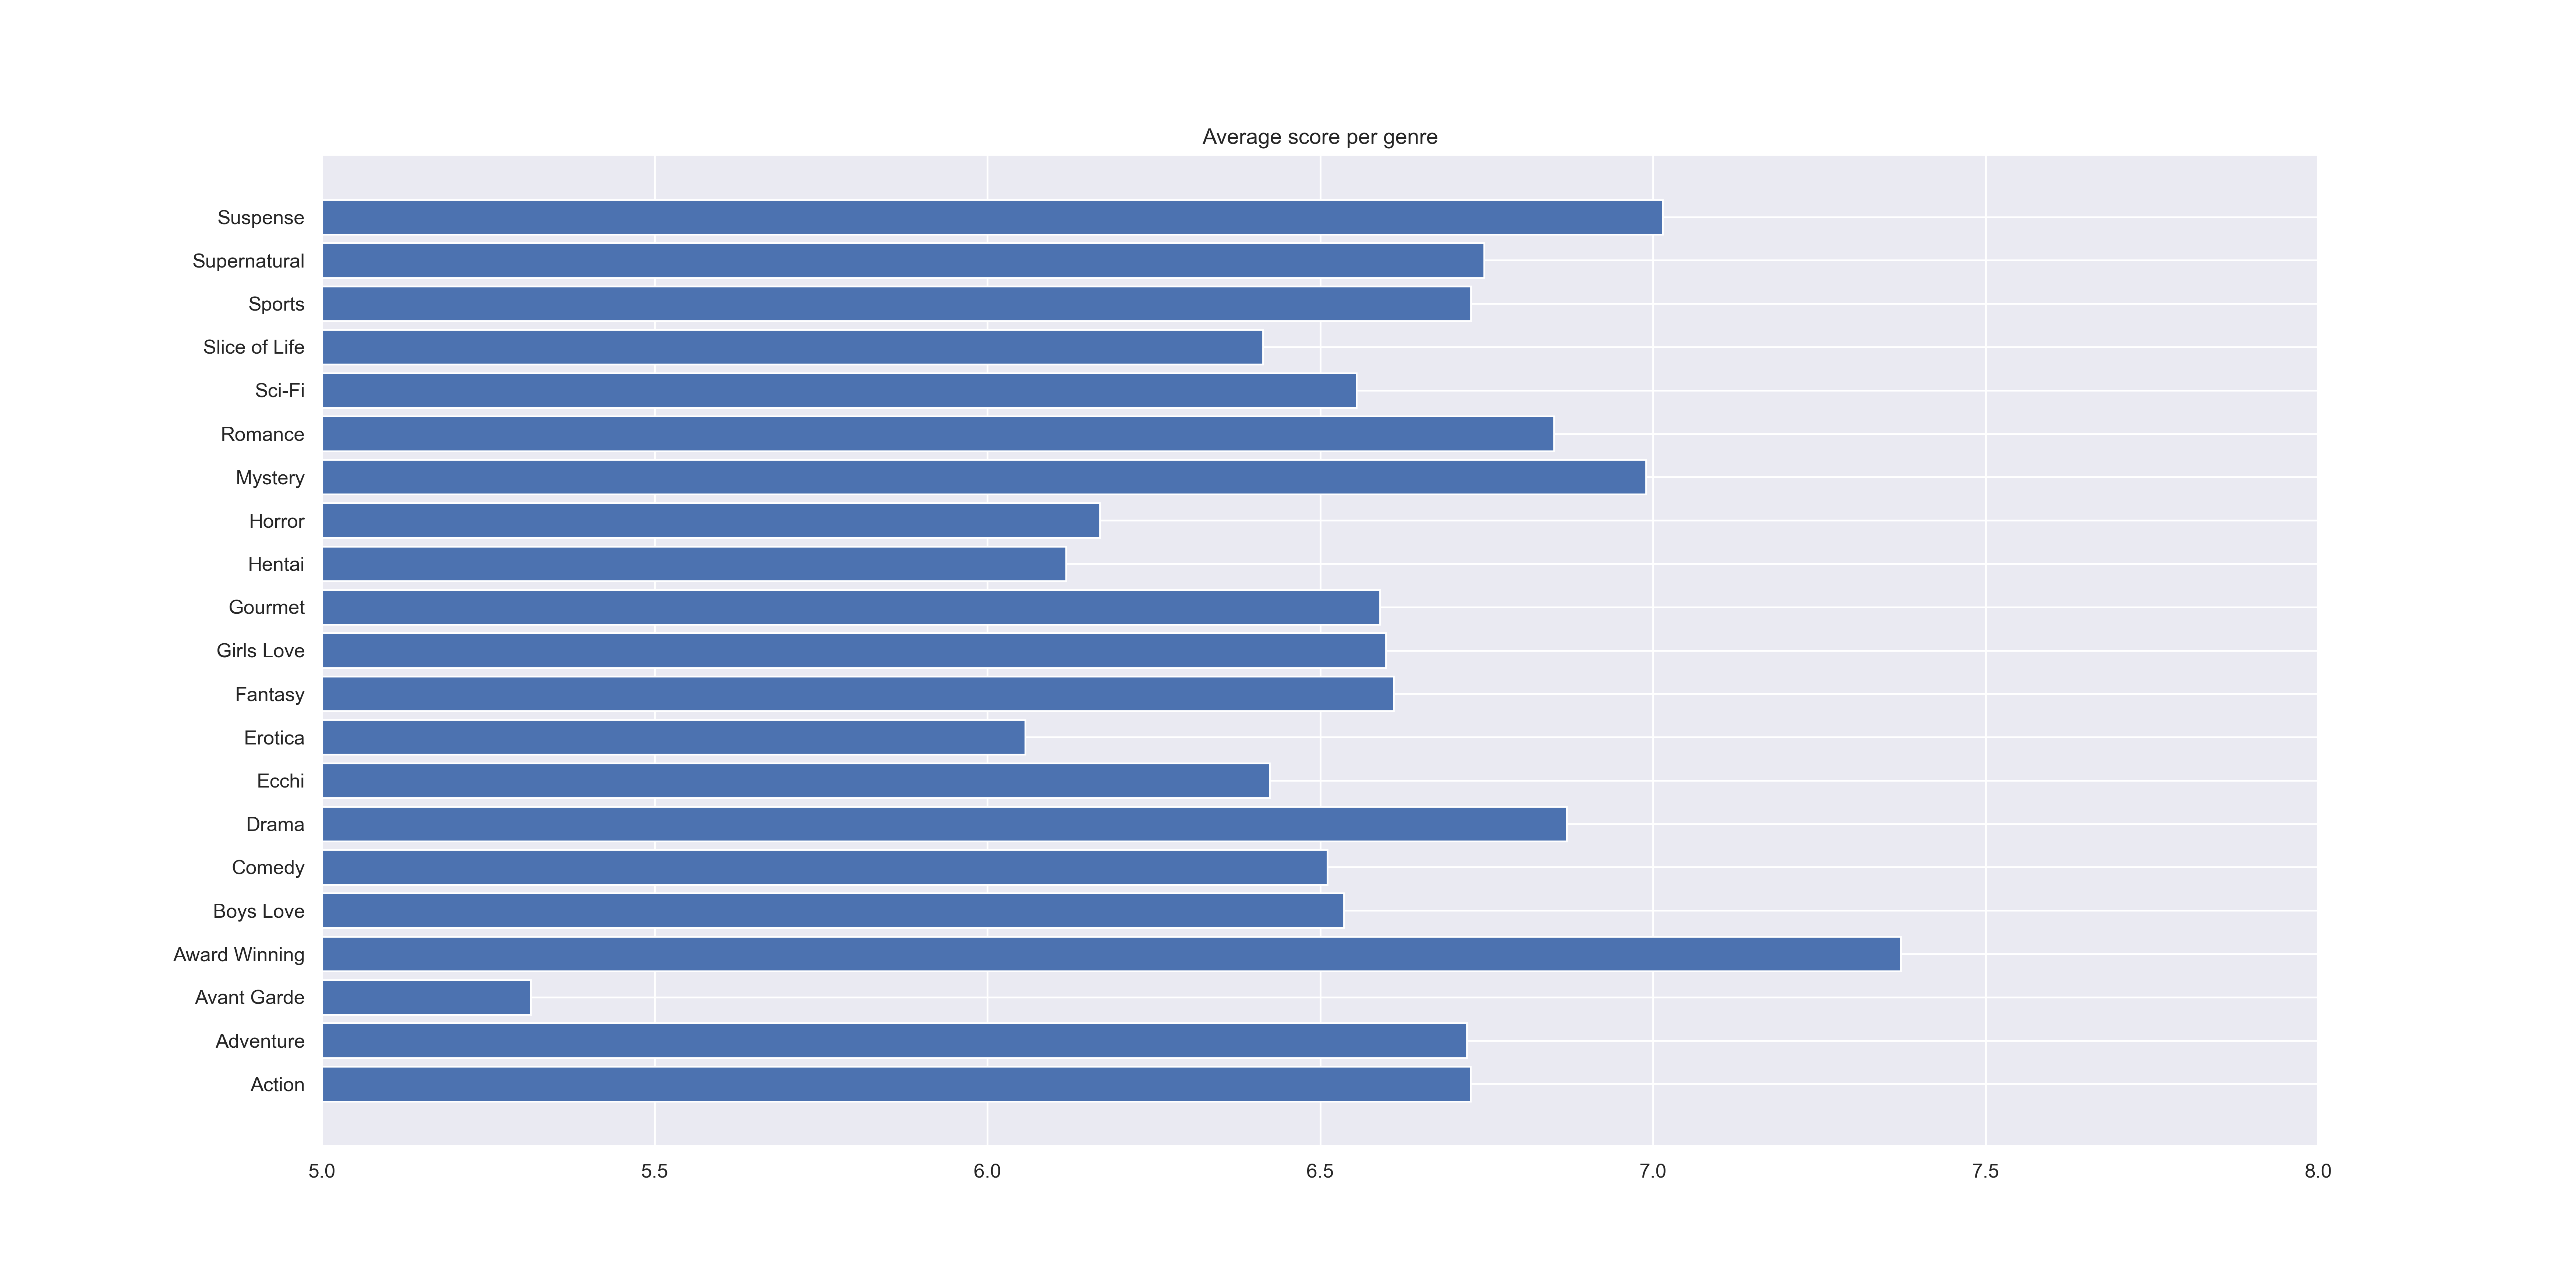 Average score per genre
Suspense
Supernatural
Sports
Slice of Life
Sci-Fi
Romance
Mystery
Horror
Hentai
Gourmet
Girls Love
Fantasy
Erotica
Ecchi
Drama
Comedy
Boys Love
Award Winning
Avant Garde
Adventure
Action
5.0 5.5 6.0 6.5 7.0 7.5 8.0